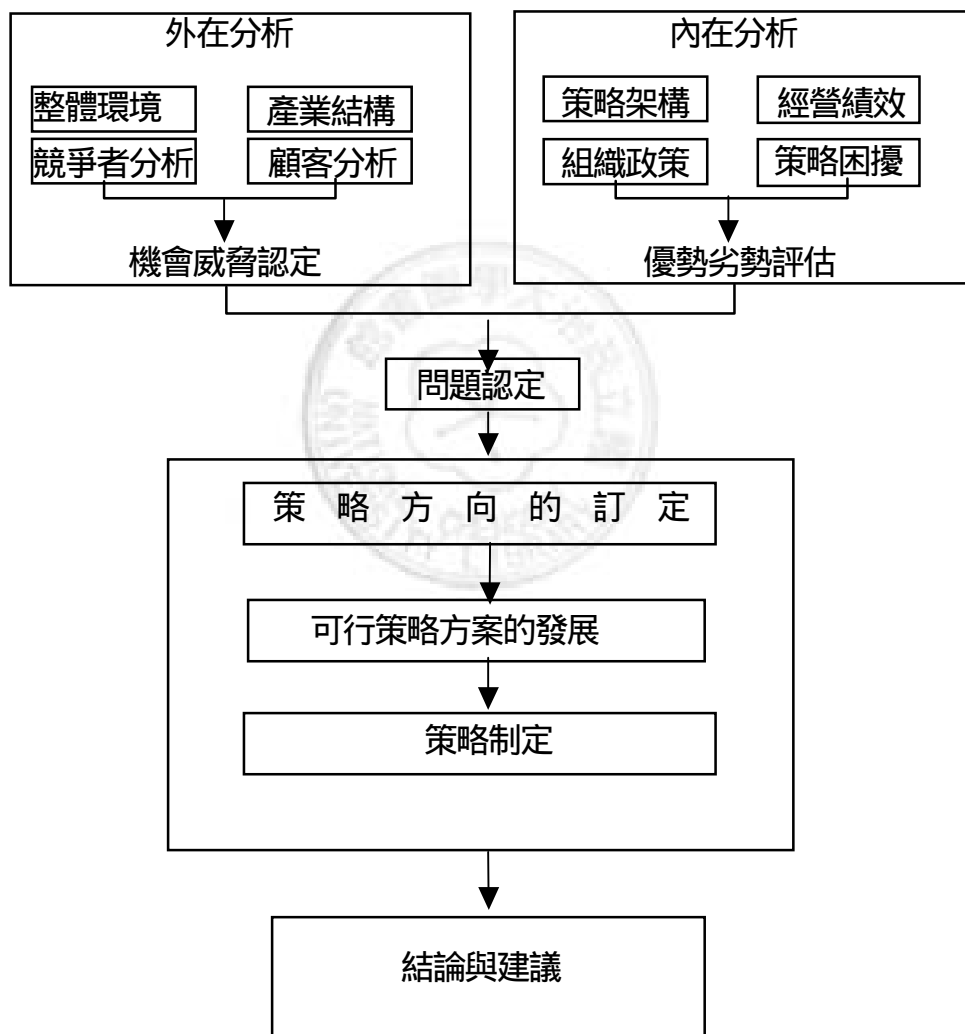 外在分析
整體環境 產業結構
競爭者分析 顧客分析
機會威脅認定
內在分析
策略架構 經營績效
組織政策 策略困擾
優勢劣勢評估
問題認定
策略方向的訂定
可行策略方案的發展
策略制定
結論與建議